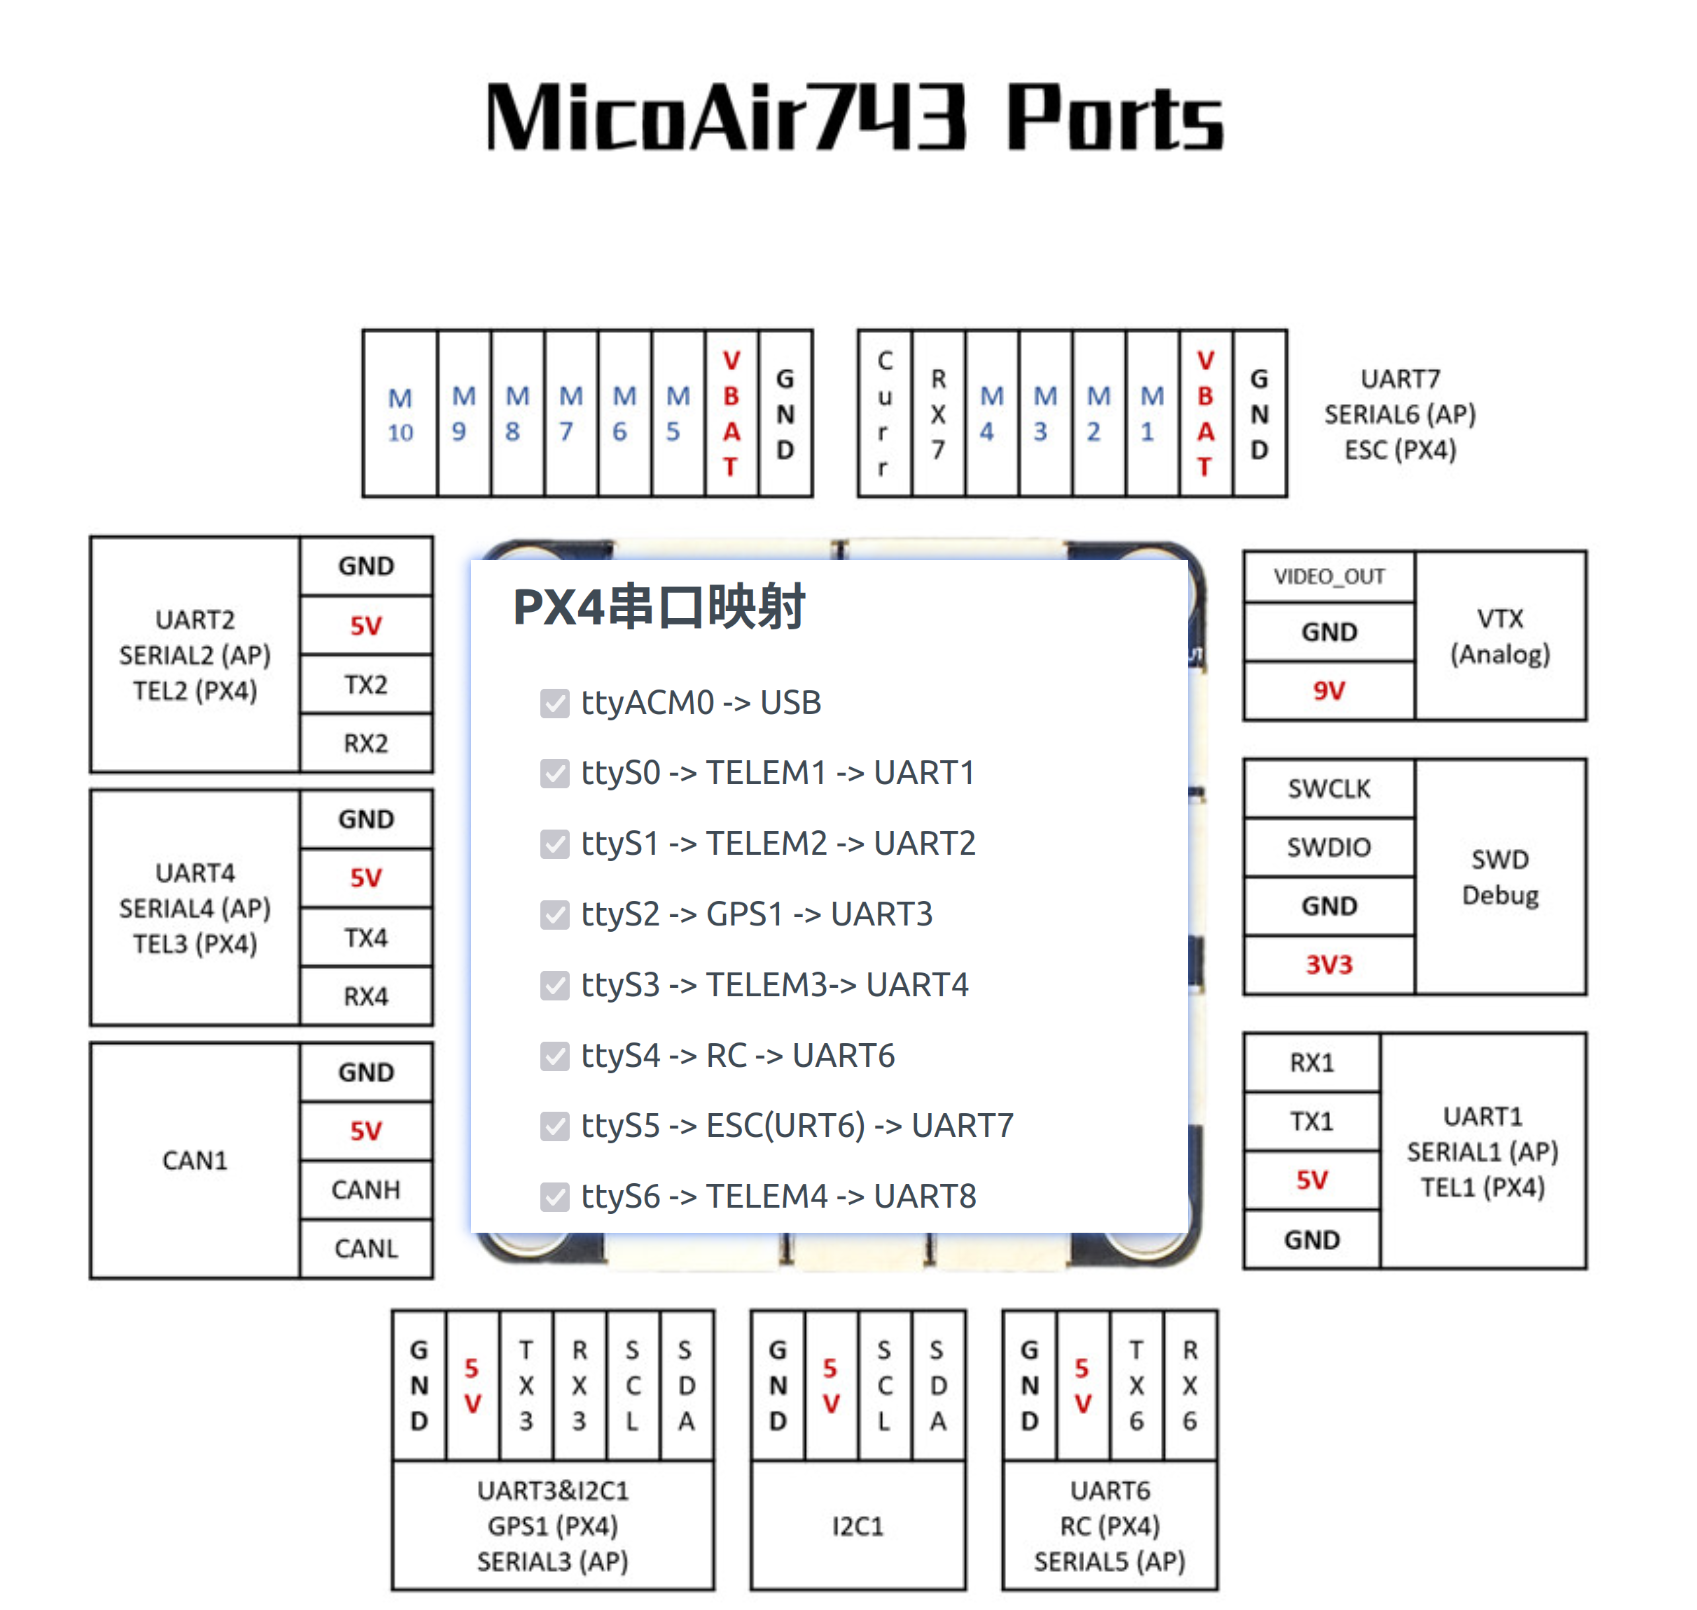 MicoAir743 Ports
M10 M9 M8 M7 M6 M5 VBAT GND
Curr RX7 M4 M3 M2 M1 VBAT GND
UART7
SERIAL6 (AP)
ESC (PX4)
UART2
SERIAL2 (AP)
TEL2 (PX4)
GND
5V
TX2
RX2
UART4
SERIAL4 (AP)
TEL3 (PX4)
GND
5V
TX4
RX4
CAN1
GND
5V
CANH
CANL
PX4串口映射
ttyACM0 -> USB
ttyS0 -> TELEM1 -> UART1
ttyS1 -> TELEM2 -> UART2
ttyS2 -> GPS1 -> UART3
ttyS3 -> TELEM3-> UART4
ttyS4 -> RC -> UART6
ttyS5 -> ESC(URT6) -> UART7
ttyS6 -> TELEM4 -> UART8
VIDEO_OUT
GND
9V
VTX
(Analog)
SWCLK
SWDIO
GND
3V3
SWD
Debug
RX1
TX1
5V
GND
UART1
SERIAL1 (AP)
TEL1 (PX4)
GND 5V TX3 RX3 SCL SDA
UART3&I2C1
GPS1 (PX4)
SERIAL3 (AP)
GND 5V SCL SDA
I2C1
GND 5V TX6 RX6
UART6
RC (PX4)
SERIAL5 (AP)